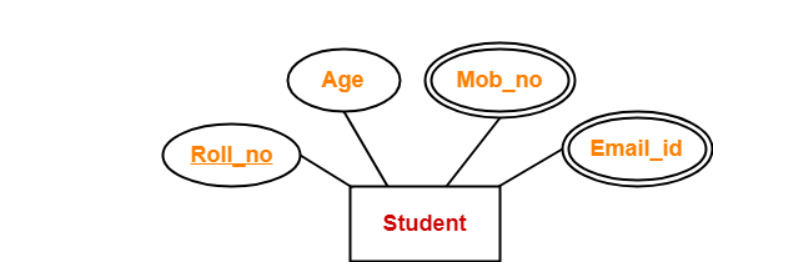 Age
Mob_no
Roll_no
Email_id
Student